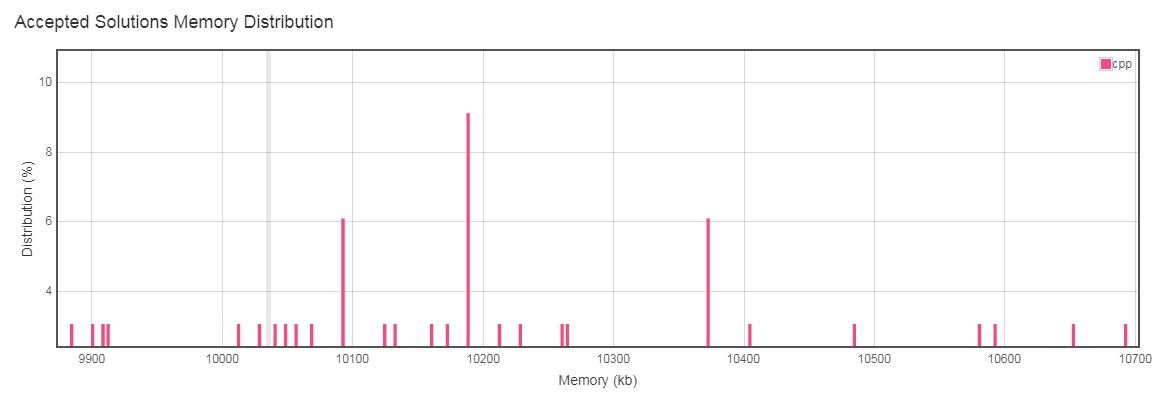 Accepted Solutions Memory Distribution
cpp
Distribution (%)
10
8
6
4
9900 10000 10100 10200 10300 10400 10500 10600 10700
Memory (kb)